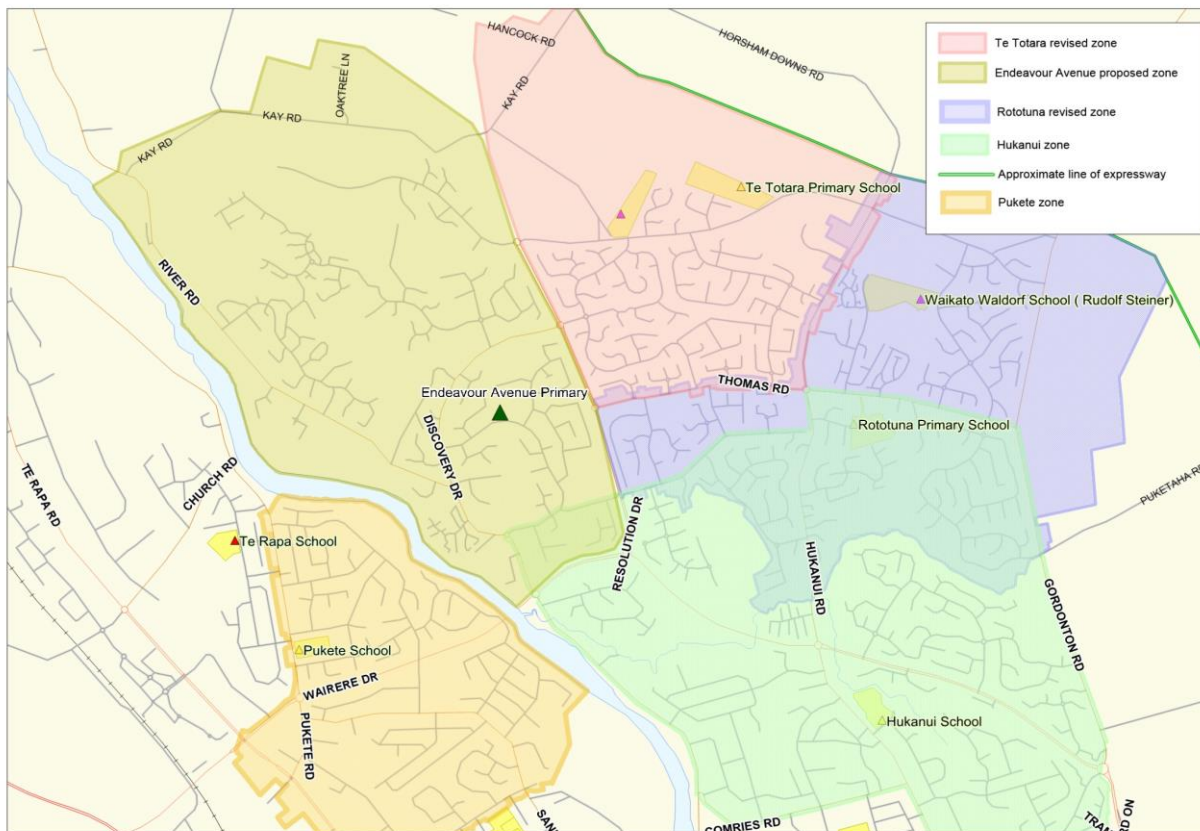 HANCOCK RD
HORSHAM DOWNS RD
Te Totara revised zone
Endeavour Avenue proposed zone
Rototuna revised zone
Hukanui zone
Approximate line of expressway
Pukete zone
OAKTREE LN
KAY RD
KAY RD
KAY RD
Te Totara Primary School
RIVER RD
Waikato Waldorf School ( Rudolf Steiner)
THOMAS RD
Endeavour Avenue Primary
DISCOVERY DR
Rototuna Primary School
CHURCH RD
TE RAPA RD
PUKETAHA RD
RESOLUTION DR
HUKANUI RD
Te Rapa School
GORDONTON RD
Pukete School
WAIRERE DR
PUKETE RD
Hukanui School
COMRIES RD